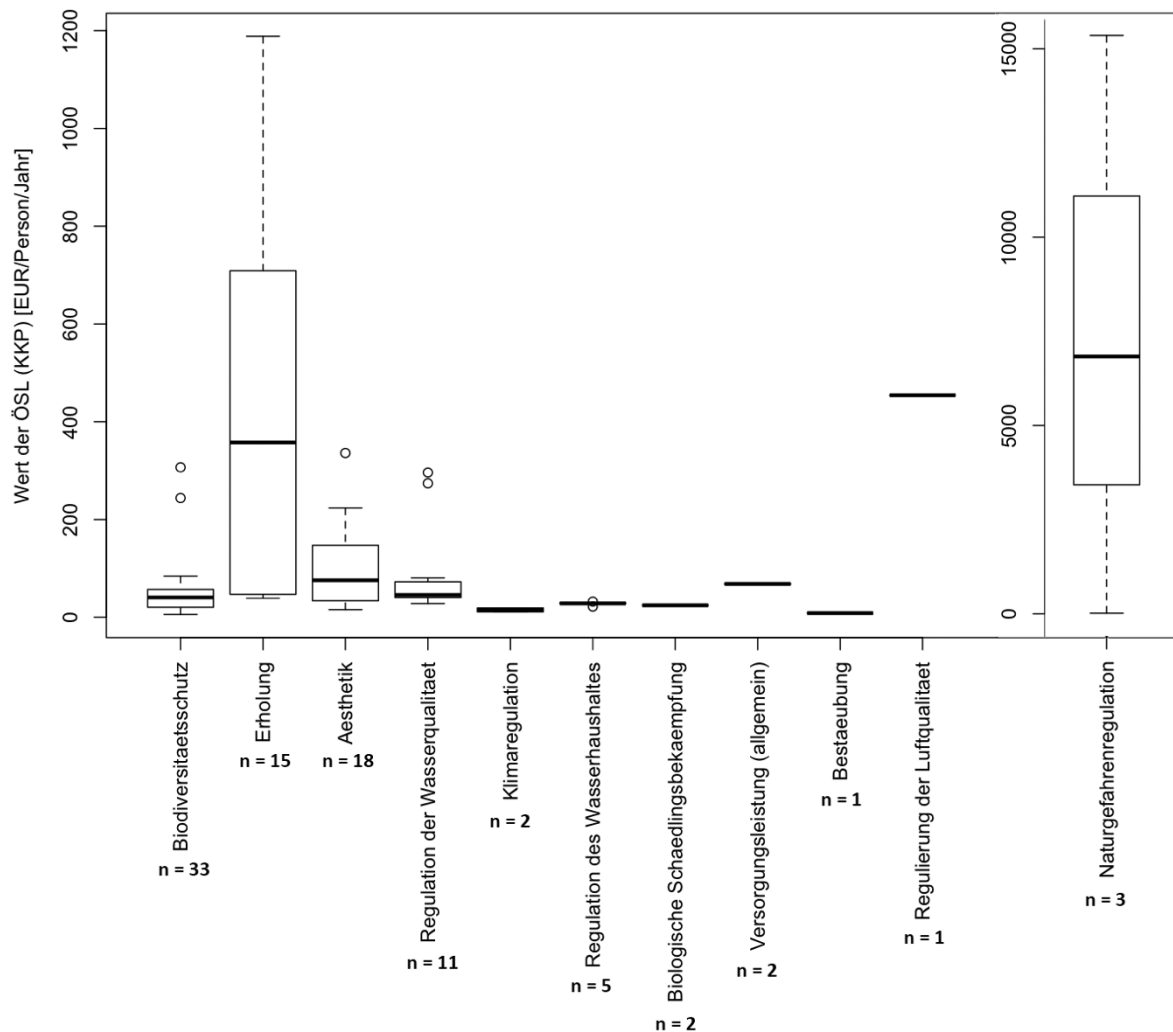 Wert der ÖSL (KKP) [EUR/Person/Jahr]
1200
1000
800
600
400
200
0
15000
10000
5000
0
Biodiversitaetsschutz
n = 33
Erholung
n = 15
Aesthetik
n = 18
Regulation der Wasserqualitaet
n = 11
Klimaregulation
n = 2
Regulation des Wasserhaushaltes
n = 5
Biologische Schaedlingsbekaempfung
n = 2
Versorgungsleistung (allgemein)
n = 2
Bestaeubung
n = 1
Regulierung der Luftqualitaet
n = 1
Naturgefahrenregulation
n = 3